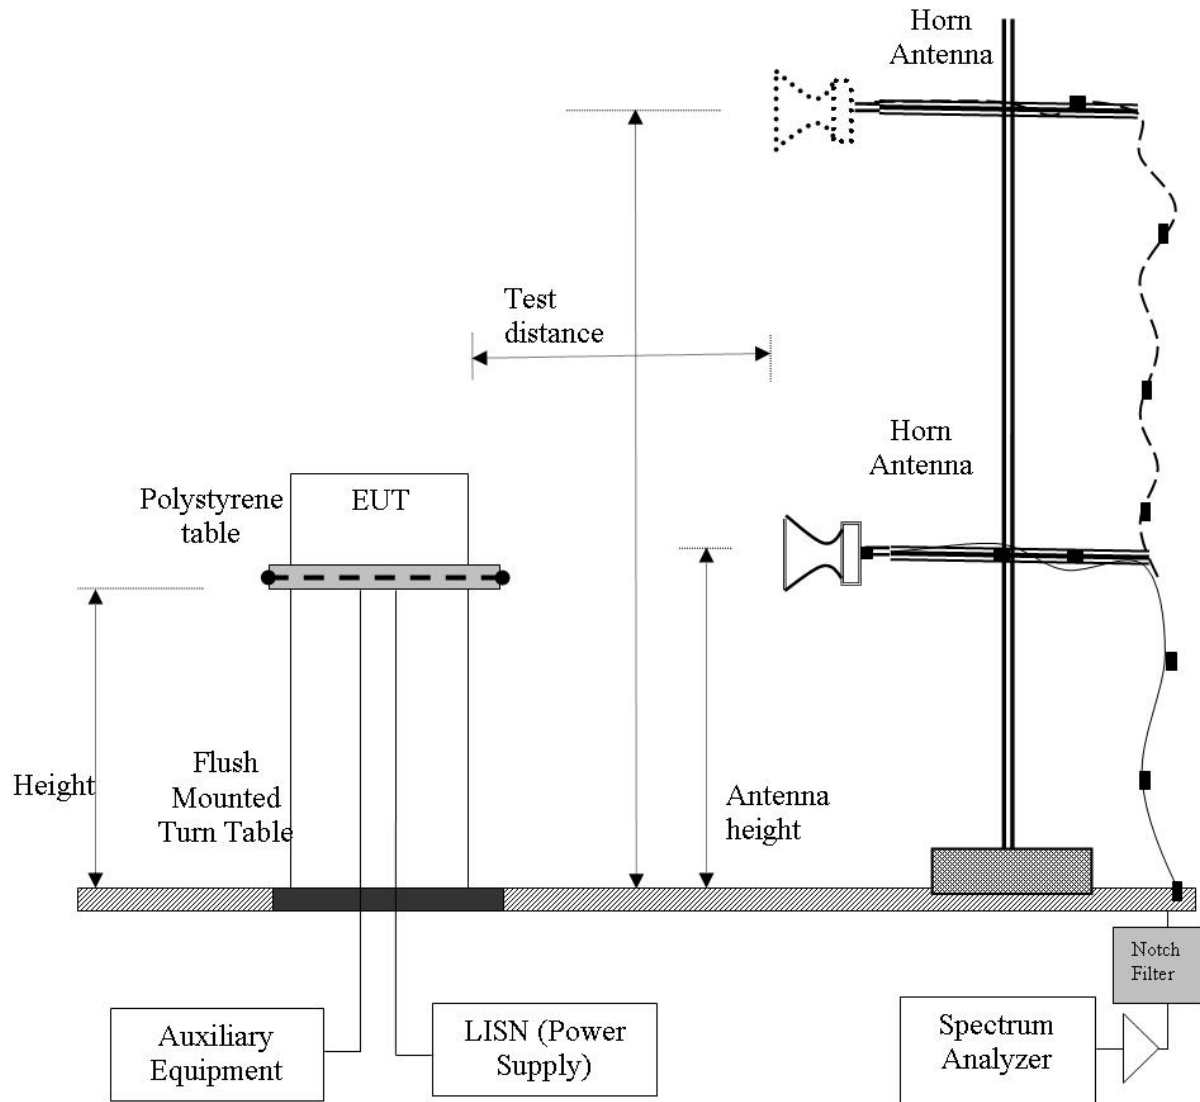 Horn
Antenna
Test
distance
Horn
Antenna
Polystyrene
table
EUT
Height
Flush
Mounted
Turn Table
Antenna
height
Notch
Filter
Auxiliary
Equipment
LISN (Power
Supply)
Spectrum
Analyzer